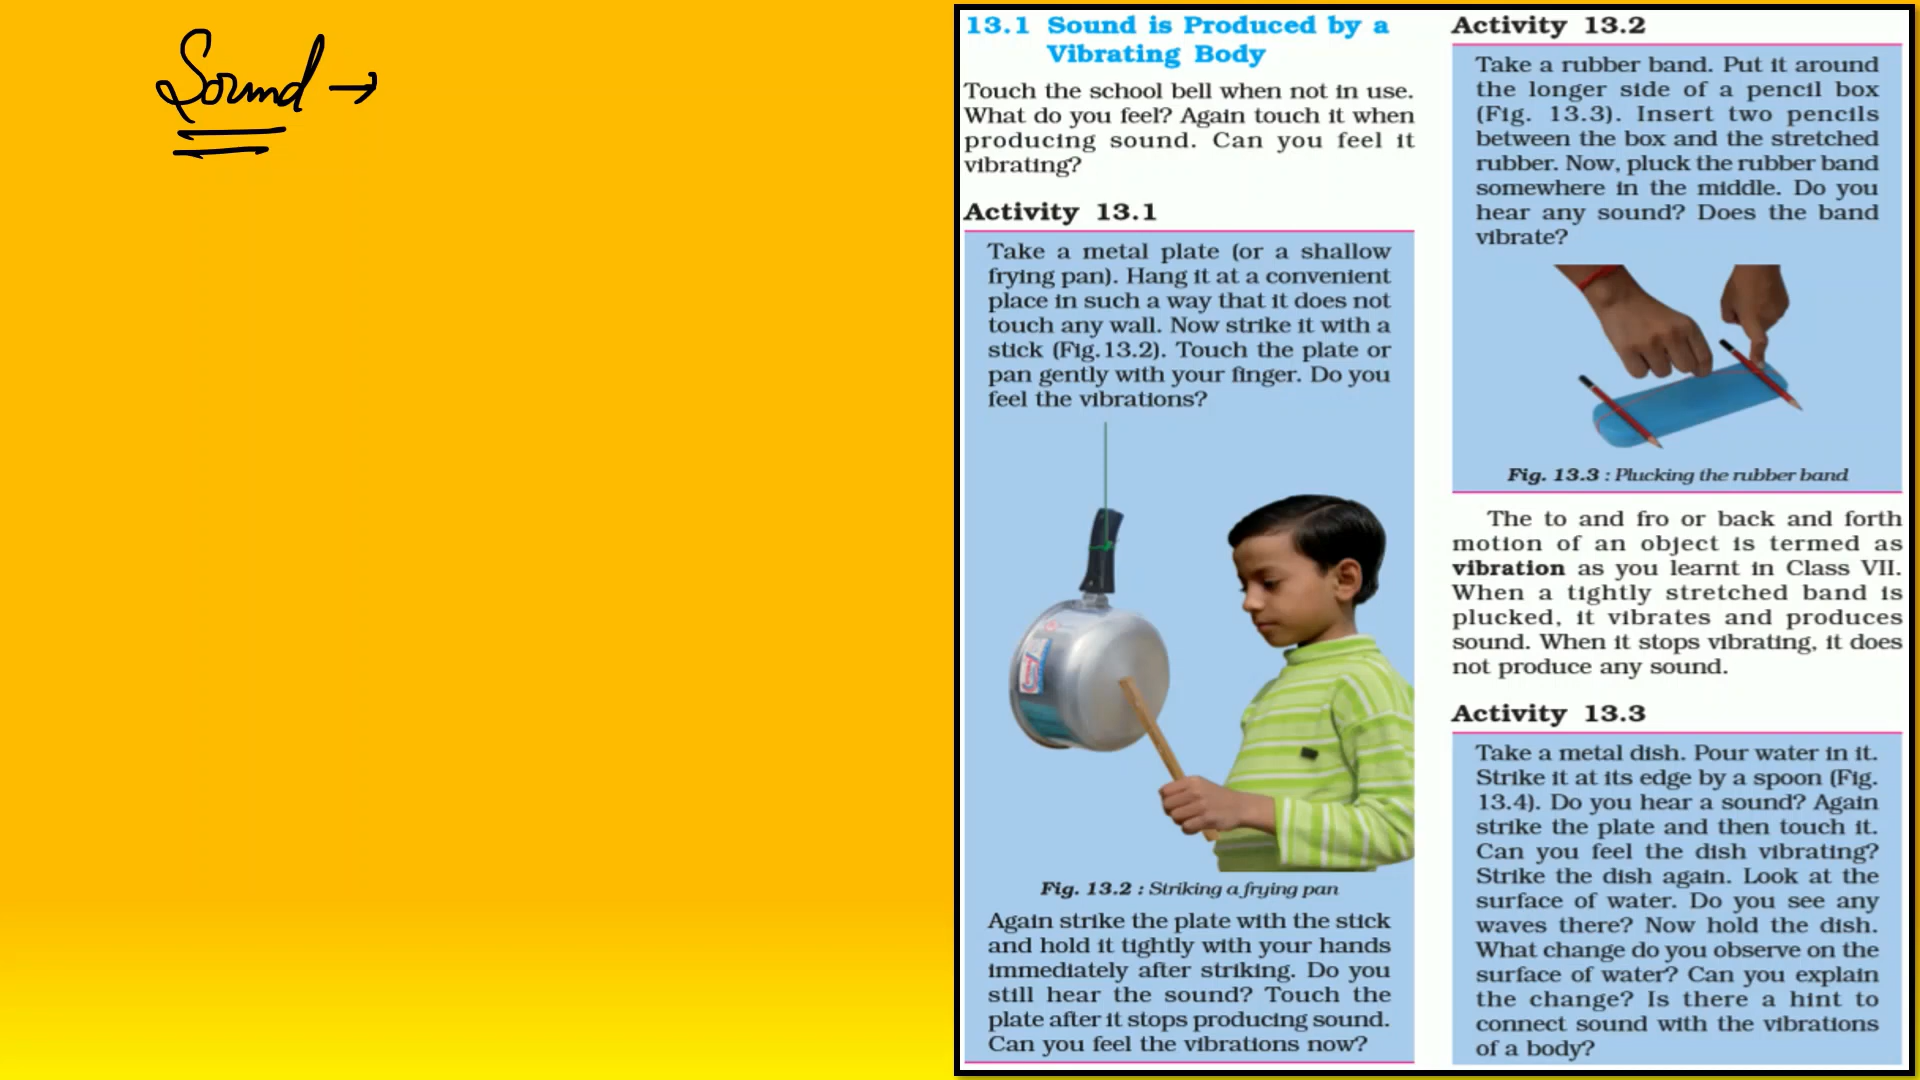 Sound →
13.1 Sound is Produced by a
Vibrating Body
Touch the school bell when not in use.
What do you feel? Again touch it when
producing sound. Can you feel it
vibrating?
Activity 13.1
Take a metal plate (or a shallow
frying pan). Hang it at a convenient
place in such a way that it does not
touch any wall. Now strike it with a
stick (Fig.13.2). Touch the plate or
pan gently with your finger. Do you
feel the vibrations?
Fig. 13.2 : Striking a frying pan
Again strike the plate with the stick
and hold it tightly with your hands
immediately after striking. Do you
still hear the sound? Touch the
plate after it stops producing sound.
Can you feel the vibrations now?
Activity 13.2
Take a rubber band. Put it around
the longer side of a pencil box
(Fig. 13.3). Insert two pencils
between the box and the stretched
rubber. Now, pluck the rubber band
somewhere in the middle. Do you
hear any sound? Does the band
vibrate?
Fig. 13.3 : Plucking the rubber band
The to and fro or back and forth
motion of an object is termed as
vibration as you learnt in Class VII.
When a tightly stretched band is
plucked, it vibrates and produces
sound. When it stops vibrating, it does
not produce any sound.
Activity 13.3
Take a metal dish. Pour water in it.
Strike it at its edge by a spoon (Fig.
13.4). Do you hear a sound? Again
strike the plate and then touch it.
Can you feel the dish vibrating?
Strike the dish again. Look at the
surface of water. Do you see any
waves there? Now hold the dish.
What change do you observe on the
surface of water? Can you explain
the change? Is there a hint to
connect sound with the vibrations
of a body?